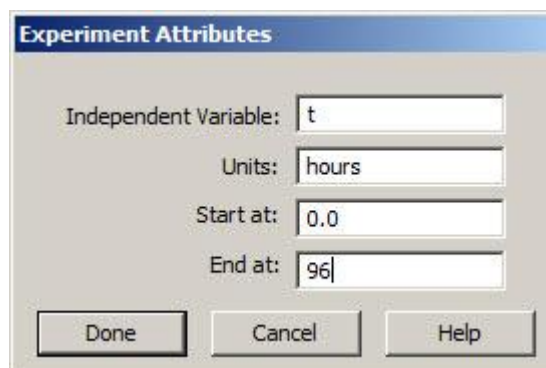 Experiment Attributes
Independent Variable: t
Units: hours
Start at: 0.0
End at: 96
Done Cancel Help